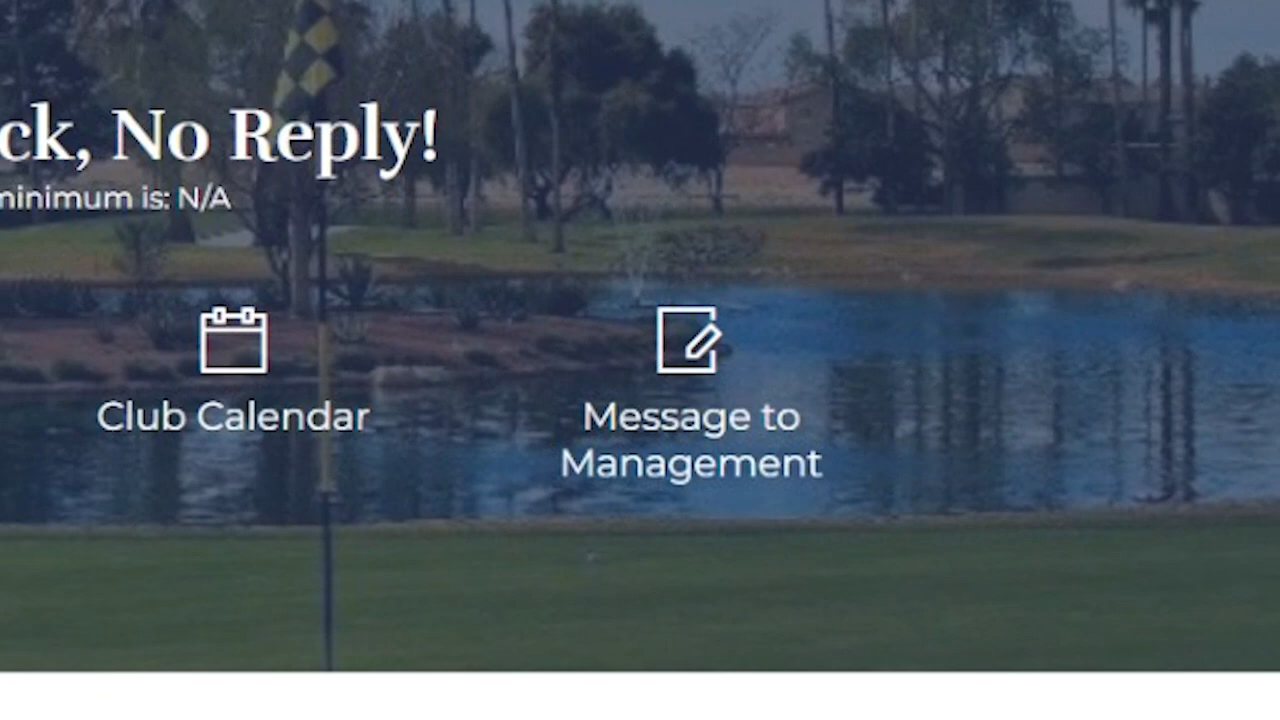 ck, No Reply!
minimum is: N/A
Club Calendar
Message to
Management